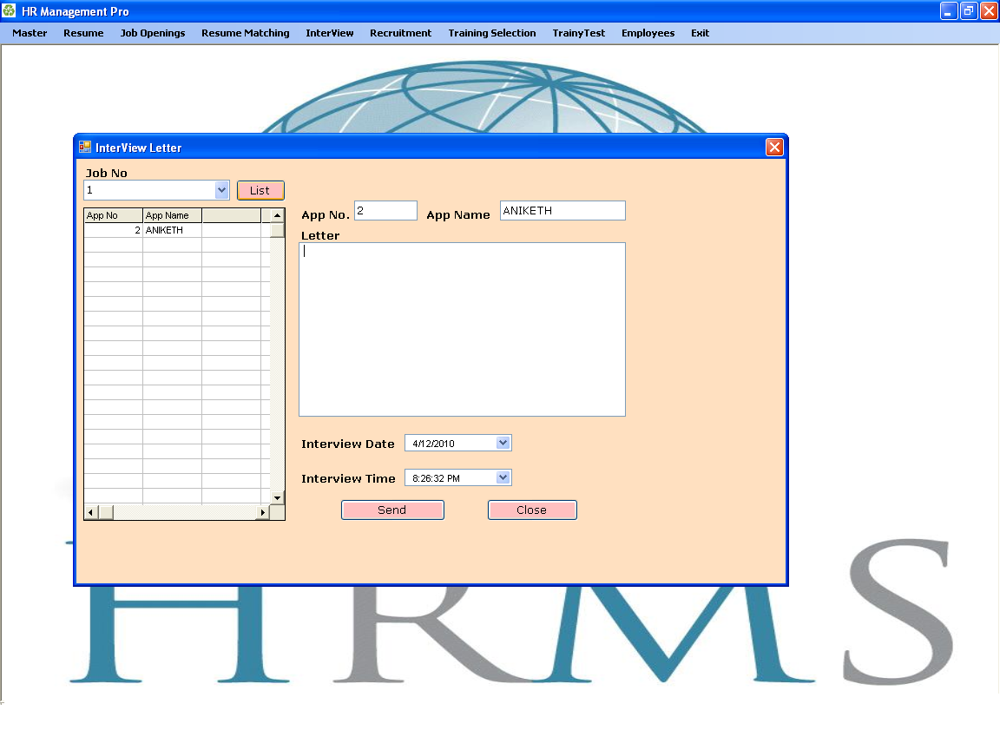 HR Management Pro
Master Resume Job Openings Resume Matching InterView Recruitment Training Selection TrainyTest Employees Exit
InterView Letter
Job No
1 List
App No App Name
2 ANIKETH
App No. 2 App Name ANIKETH
Letter
Interview Date 4/12/2010
Interview Time 8:26:32 PM
Send Close
HRMS